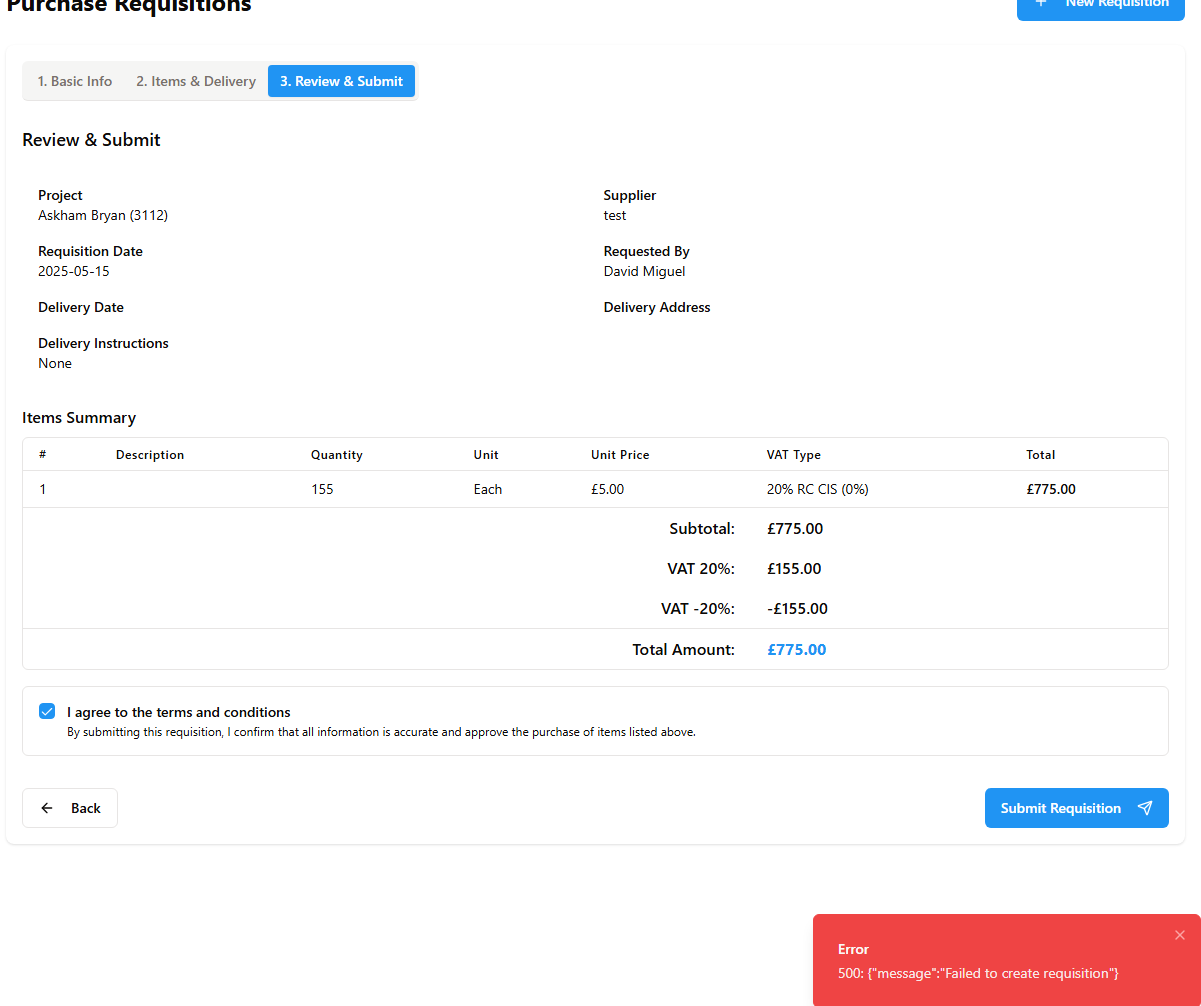 Purchase Requisitions
New Requisition
1. Basic Info 2. Items & Delivery 3. Review & Submit
Review & Submit
Project Supplier
Askham Bryan (3112) test
Requisition Date Requested By
2025-05-15 David Miguel
Delivery Date Delivery Address
Delivery Instructions
None
Items Summary
# Description Quantity Unit Unit Price VAT Type Total
1 155 Each £5.00 20% RC CIS (0%) £775.00
Subtotal: £775.00
VAT 20%: £155.00
VAT -20%: -£155.00
Total Amount: £775.00
I agree to the terms and conditions
By submitting this requisition, I confirm that all information is accurate and approve the purchase of items listed above.
Back Submit Requisition
Error
500: {"message":"Failed to create requisition"}